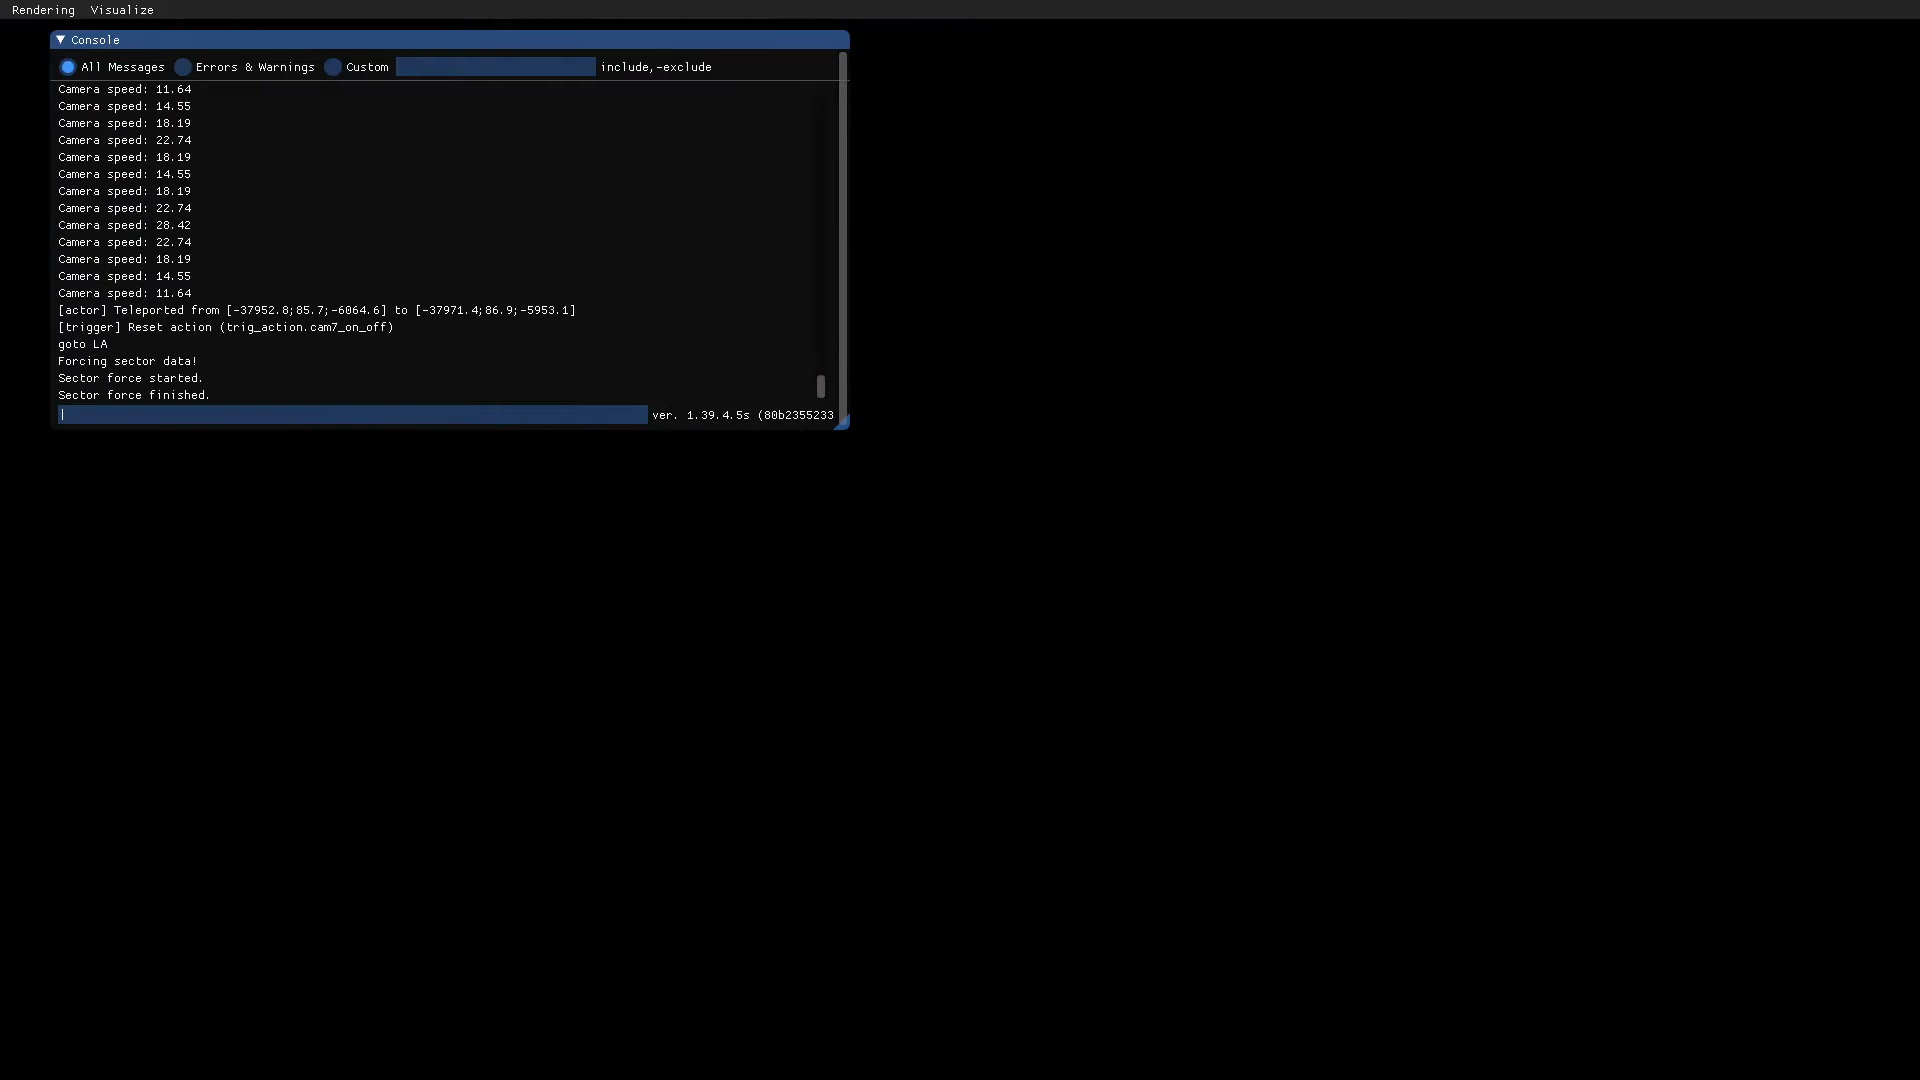 Rendering Visualize
▼ Console
All Messages Errors & Warnings Custom include,-exclude
Camera speed: 11.64
Camera speed: 14.55
Camera speed: 18.19
Camera speed: 22.74
Camera speed: 18.19
Camera speed: 14.55
Camera speed: 18.19
Camera speed: 22.74
Camera speed: 28.42
Camera speed: 22.74
Camera speed: 18.19
Camera speed: 14.55
Camera speed: 11.64
[actor] Teleported from [-37952.8;85.7;-6064.6] to [-37971.4;86.9;-5953.1]
[trigger] Reset action (trig_action.cam7_on_off)
goto LA
Forcing sector data!
Sector force started.
Sector force finished.
ver. 1.39.4.5s (80b2355233